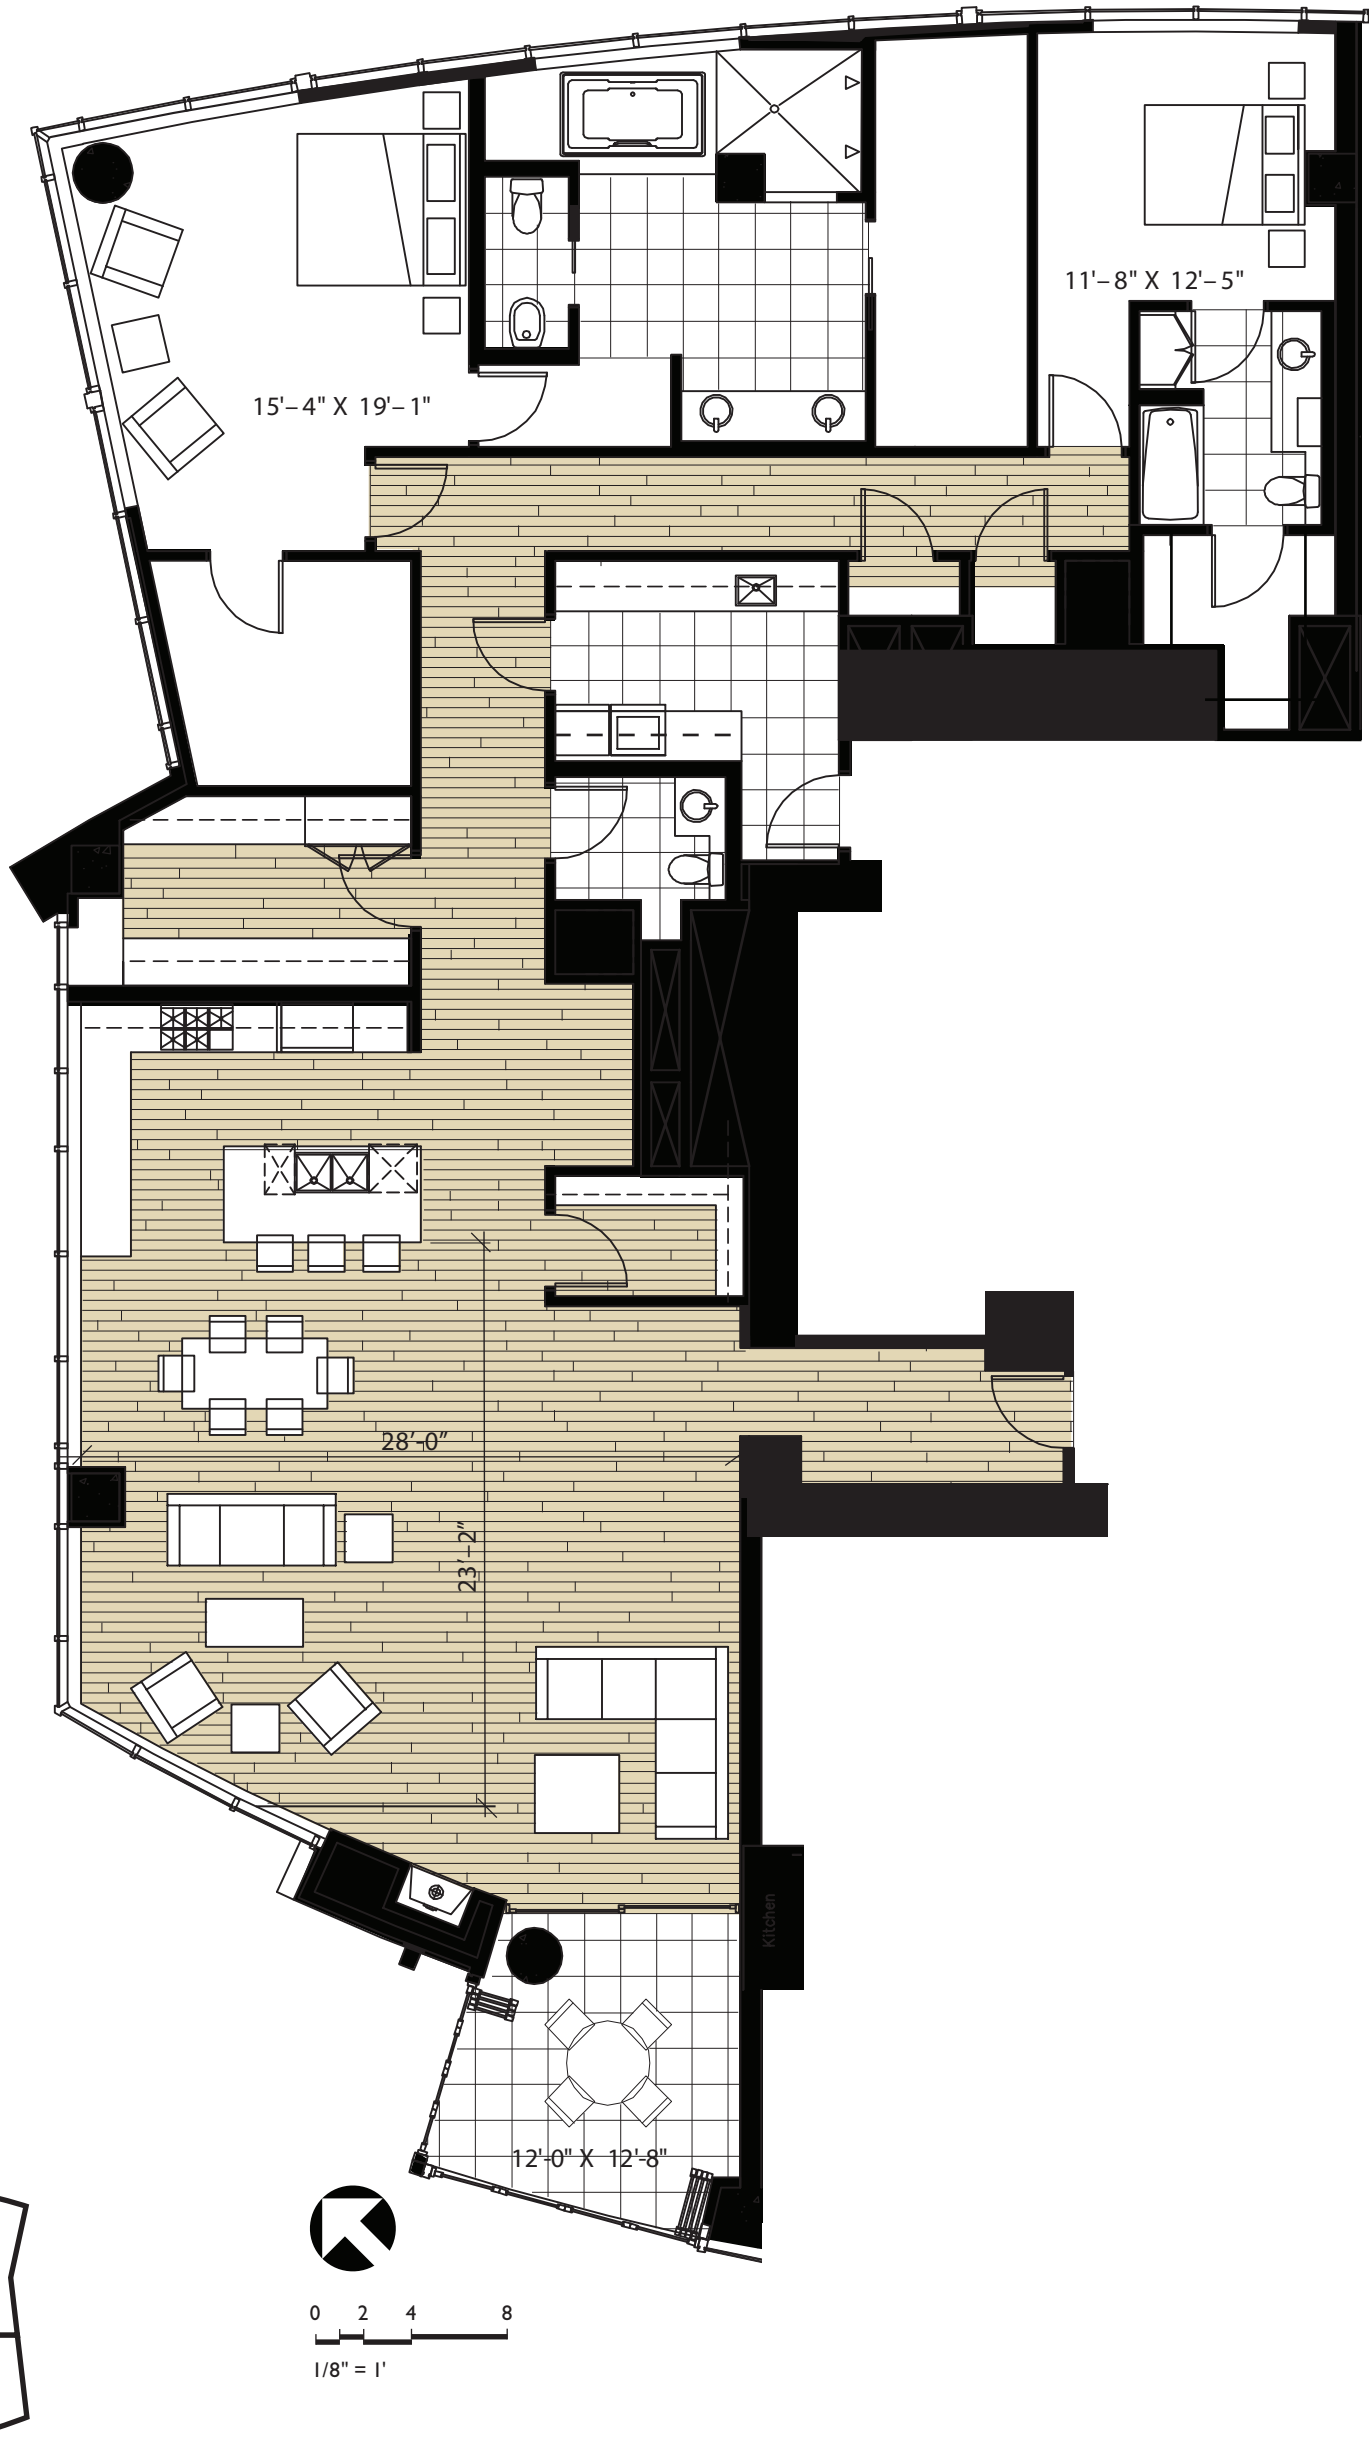 11'–8" X 12'–5"
15'–4" X 19'–1"
28’-0”
23’–2”
Kitchen
12'-0" X 12'-8"
0 2 4 8
1/8" = 1'